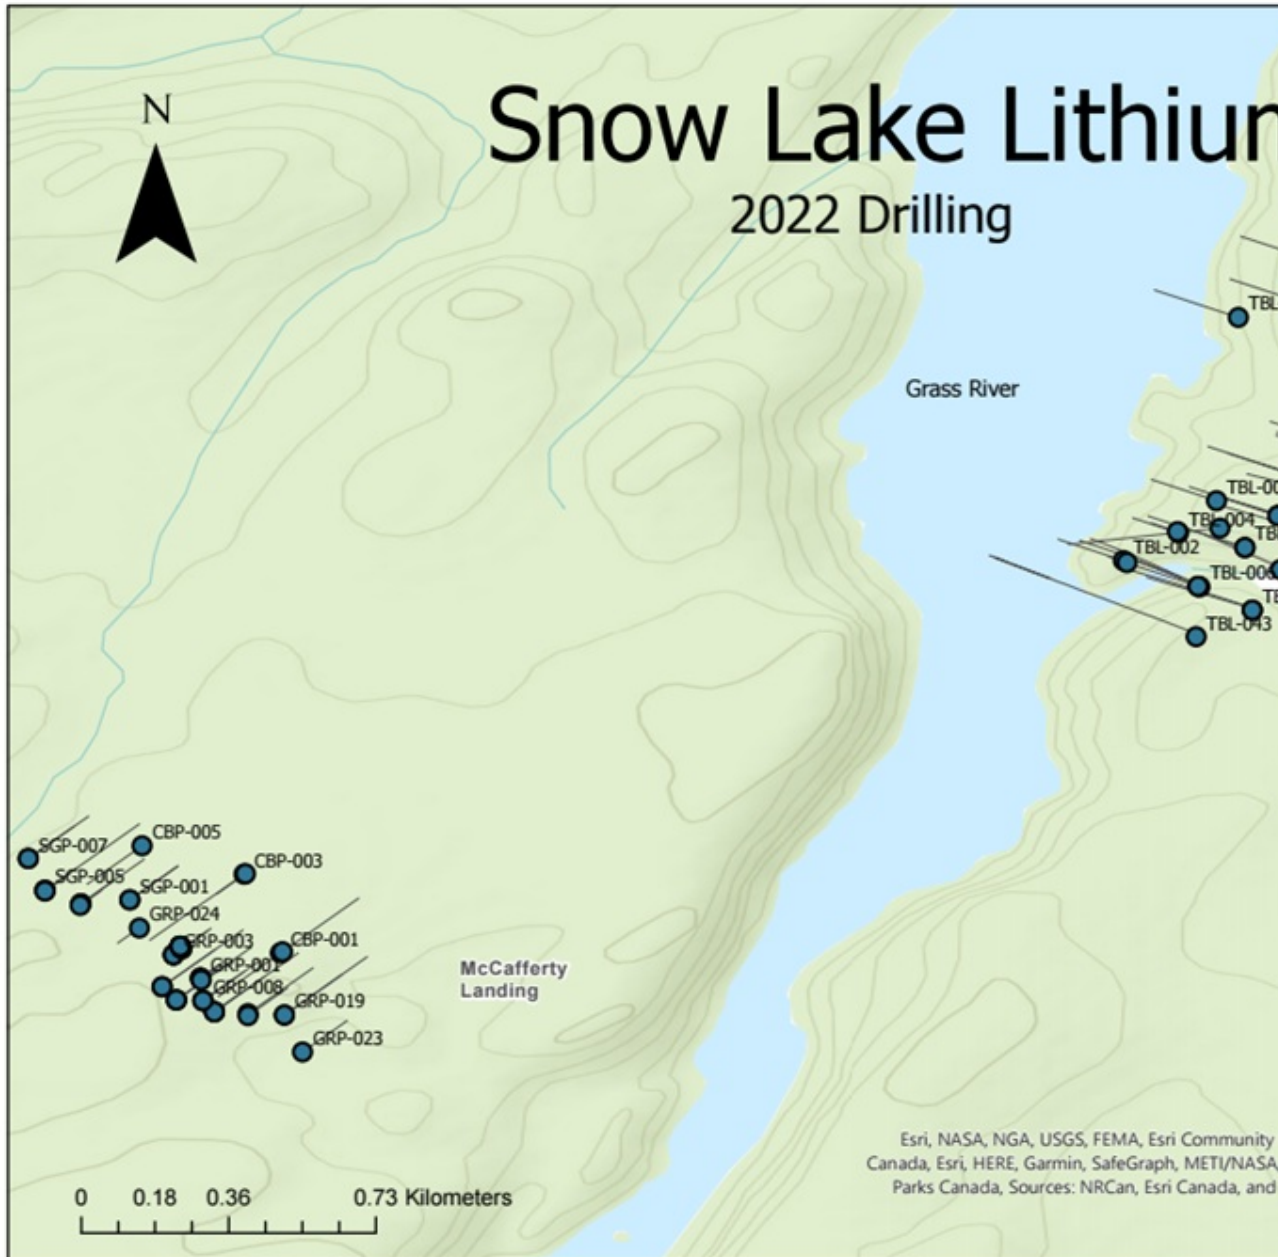 N
Snow Lake Lithiu
2022 Drilling
TBL
Grass River
TBL-00
TBL-004
TBL-002
TBL-006
TBL-043
SGP-007
CBP-005
CBP-003
SGP-005
SGP-001
GRP-024
GRP-003
CBP-001
GRP-001
GRP-008
GRP-019
GRP-023
McCafferty
Landing
Esri, NASA, NGA, USGS, FEMA, Esri Community
Canada, Esri, HERE, Garmin, SafeGraph, METI/NASA,
Parks Canada, Sources: NRCan, Esri Canada, and
0 0.18 0.36 0.73 Kilometers